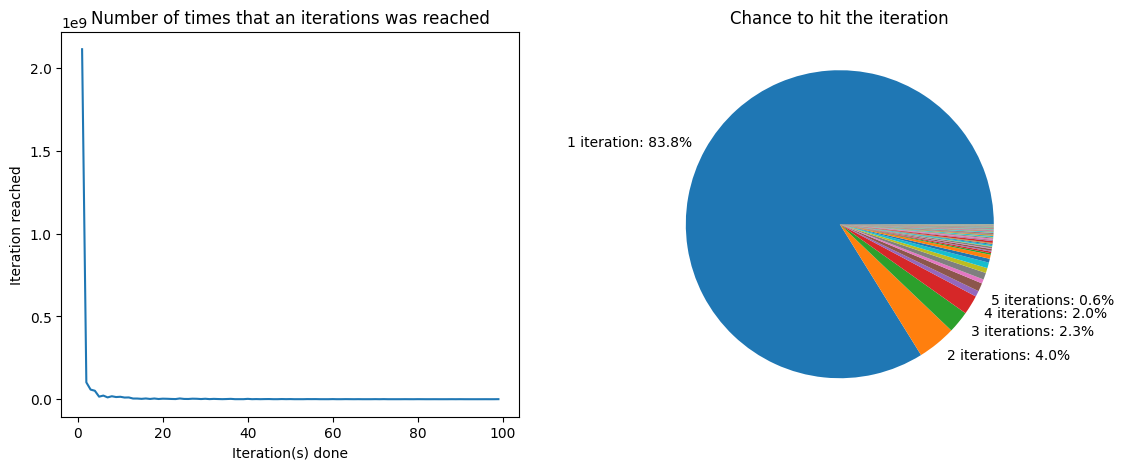 Number of times that an iterations was reached
1e9
2.0
1.5
1.0
0.5
0.0
Iteration reached
0 20 40 60 80 100
Iteration(s) done
Chance to hit the iteration
1 iteration: 83.8%
5 iterations: 0.6%
4 iterations: 2.0%
3 iterations: 2.3%
2 iterations: 4.0%